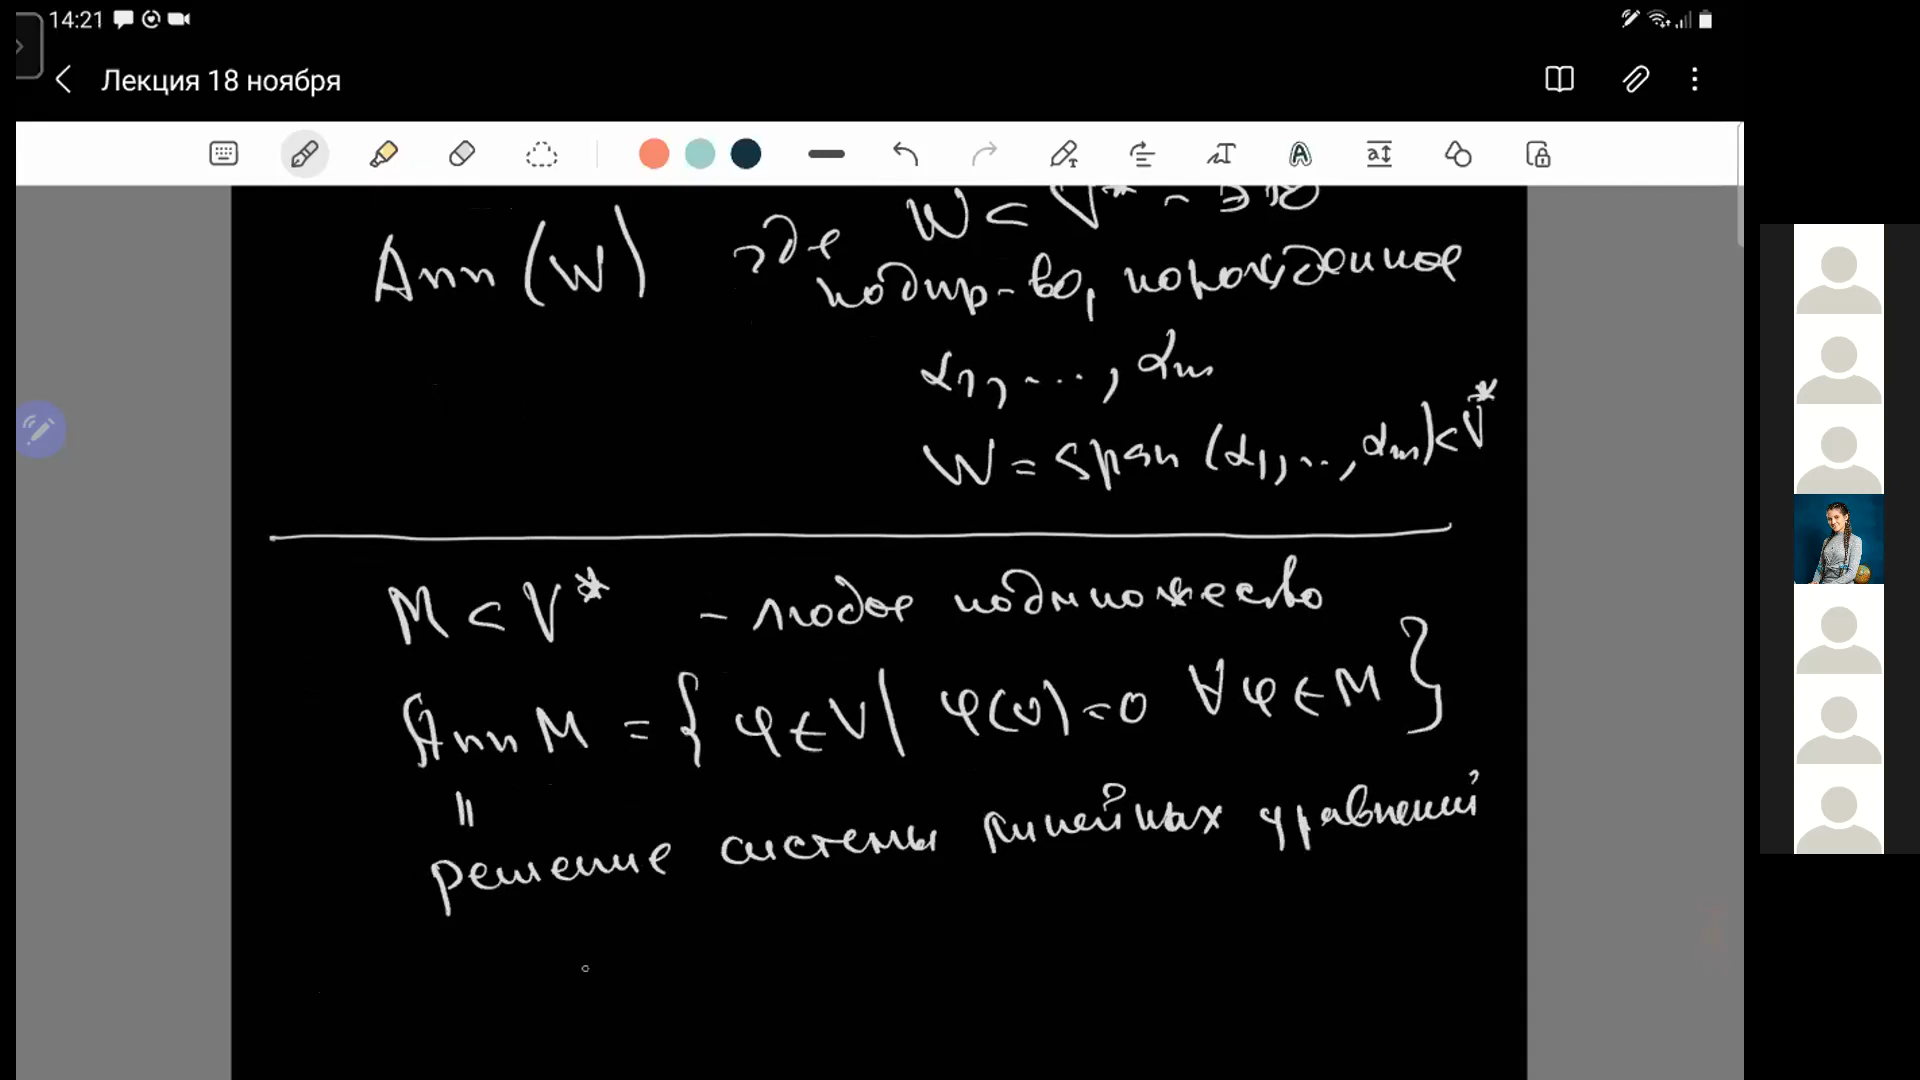 14:21
Лекция 18 ноября
Ann (W) где W ⊂ V* - это
подпр-во, порожденное
α₁, ..., αₘ
W = span (α₁, ..., αₘ) ⊂ V*
M ⊂ V* - любое подмножество
Ann M = { φ ∈ V | φ(v) = 0 ∀ φ ∈ M }
||
решение системы линейных уравнений